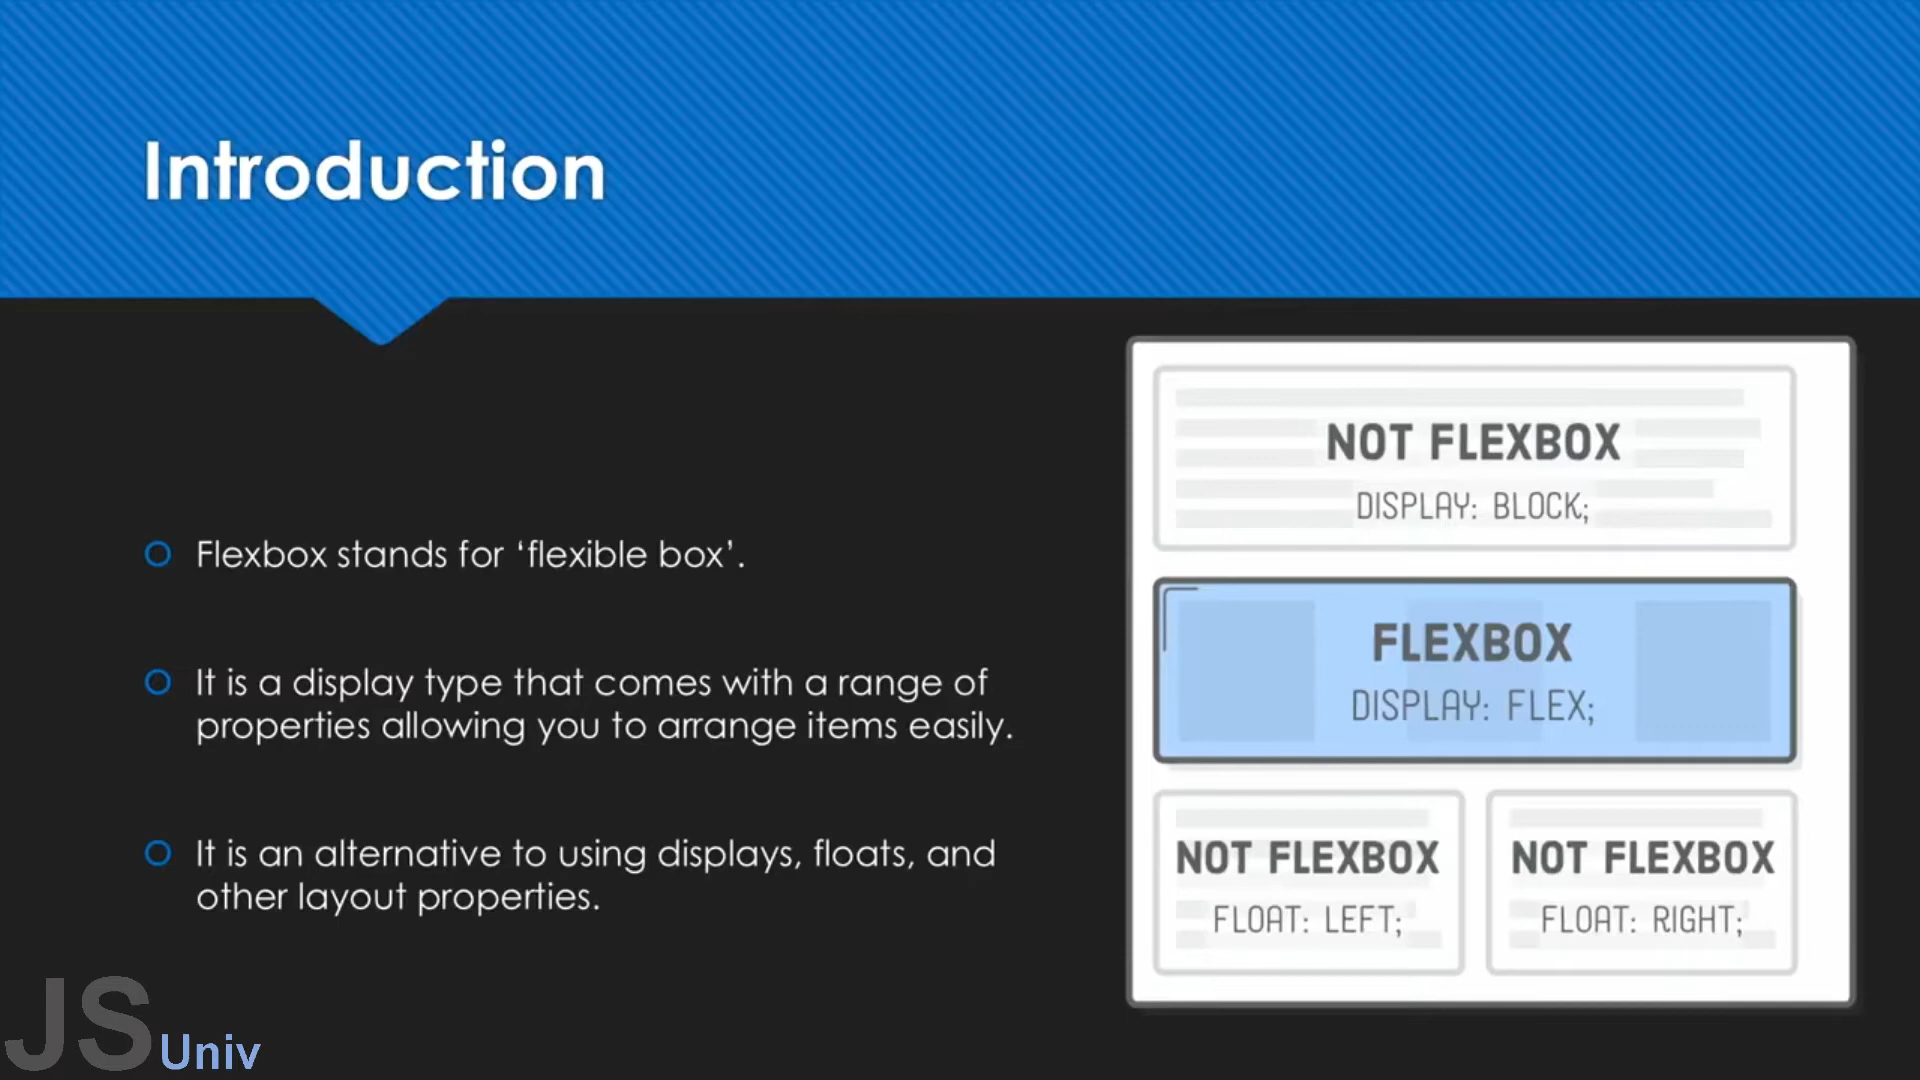 Introduction
Flexbox stands for ‘flexible box’.
It is a display type that comes with a range of
properties allowing you to arrange items easily.
It is an alternative to using displays, floats, and
other layout properties.
NOT FLEXBOX
DISPLAY: BLOCK;
FLEXBOX
DISPLAY: FLEX;
NOT FLEXBOX
FLOAT: LEFT;
NOT FLEXBOX
FLOAT: RIGHT;
JS Univ